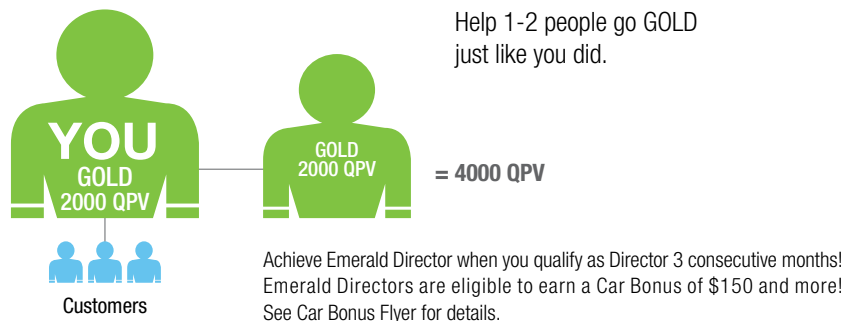 Help 1-2 people go GOLD
just like you did.
YOU
GOLD
2000 QPV
GOLD
2000 QPV
= 4000 QPV
Customers
Achieve Emerald Director when you qualify as Director 3 consecutive months!
Emerald Directors are eligible to earn a Car Bonus of $150 and more!
See Car Bonus Flyer for details.